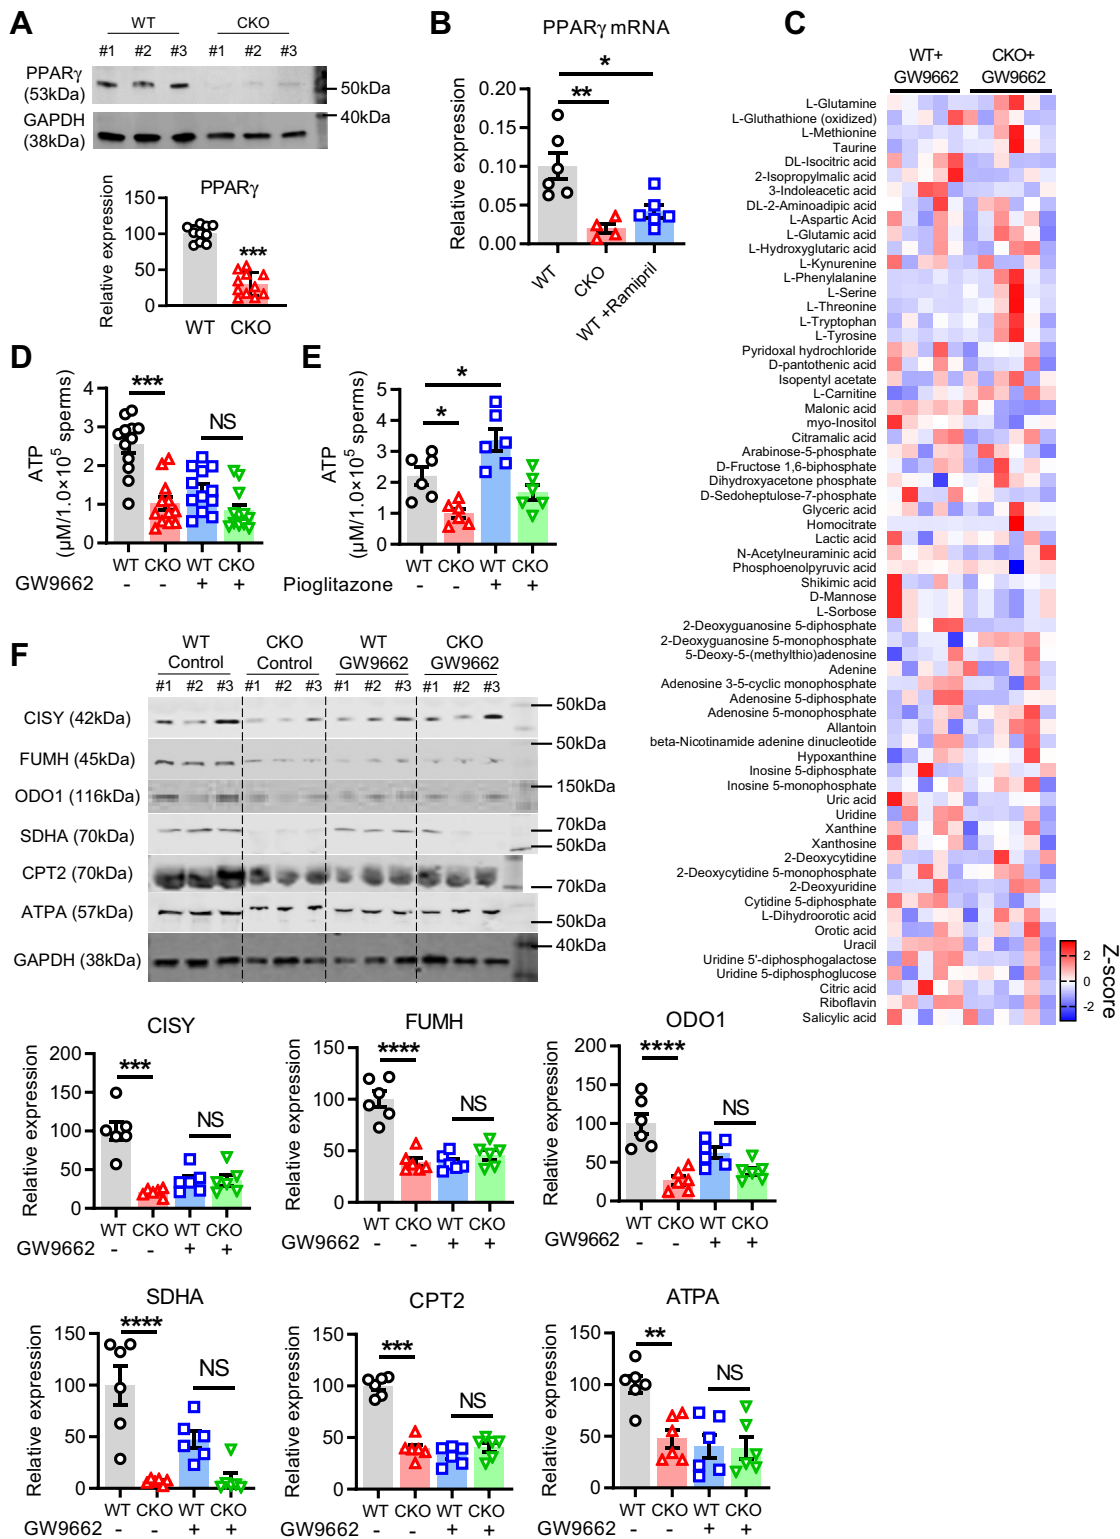 A
WT
CKO
#1 #2 #3 #1 #2 #3
PPARγ
(53kDa)
50kDa
40kDa
GAPDH
(38kDa)
PPARγ
Relative expression
150
100
50
0
***
WT CKO
B
PPARγ mRNA
Relative expression
0.20
0.15
0.10
0.05
0.00
*
**
WT
CKO
WT +Ramipril
C
WT+
GW9662
CKO+
GW9662
L-Glutamine
L-Gluthathione (oxidized)
L-Methionine
Taurine
DL-Isocitric acid
2-Isopropylmalic acid
3-Indoleacetic acid
DL-2-Aminoadipic acid
L-Aspartic Acid
L-Glutamic acid
L-Hydroxyglutaric acid
L-Kynurenine
L-Phenylalanine
L-Serine
L-Threonine
L-Tryptophan
L-Tyrosine
Pyridoxal hydrochloride
D-pantothenic acid
Isopentyl acetate
L-Carnitine
Malonic acid
myo-Inositol
Citramalic acid
Arabinose-5-phosphate
D-Fructose 1,6-biphosphate
Dihydroxyacetone phosphate
D-Sedoheptulose-7-phosphate
Glyceric acid
Homocitrate
Lactic acid
N-Acetylneuraminic acid
Phosphoenolpyruvic acid
Shikimic acid
D-Mannose
L-Sorbose
2-Deoxyguanosine 5-diphosphate
2-Deoxyguanosine 5-monophosphate
5-Deoxy-5-(methylthio)adenosine
Adenine
Adenosine 3-5-cyclic monophosphate
Adenosine 5-diphosphate
Adenosine 5-monophosphate
Allantoin
beta-Nicotinamide adenine dinucleotide
Hypoxanthine
Inosine 5-diphosphate
Inosine 5-monophosphate
Uric acid
Uridine
Xanthine
Xanthosine
2-Deoxycytidine
2-Deoxycytidine 5-monophosphate
2-Deoxyuridine
Cytidine 5-diphosphate
L-Dihydroorotic acid
Orotic acid
Uracil
Uridine 5'-diphosphogalactose
Uridine 5-diphosphoglucose
Citric acid
Riboflavin
Salicylic acid
2
0
-2
Z-score
D
ATP
(μM/1.0×10⁵ sperms)
4
3
2
1
0
***
NS
WT CKO WT CKO
GW9662 - - + +
E
ATP
(μM/1.0×10⁵ sperms)
5
4
3
2
1
0
*
*
WT CKO WT CKO
Pioglitazone - - + +
F
WT
Control
CKO
Control
WT
GW9662
CKO
GW9662
#1 #2 #3 #1 #2 #3 #1 #2 #3 #1 #2 #3
CISY (42kDa)
50kDa
FUMH (45kDa)
50kDa
ODO1 (116kDa)
150kDa
SDHA (70kDa)
70kDa
50kDa
CPT2 (70kDa)
70kDa
ATPA (57kDa)
50kDa
GAPDH (38kDa)
40kDa
CISY
Relative expression
200
150
100
50
0
***
NS
WT CKO WT CKO
GW9662 - - + +
FUMH
Relative expression
150
100
50
0
****
NS
WT CKO WT CKO
GW9662 - - + +
ODO1
Relative expression
200
150
100
50
0
****
NS
WT CKO WT CKO
GW9662 - - + +
SDHA
Relative expression
150
100
50
0
****
NS
WT CKO WT CKO
GW9662 - - + +
CPT2
Relative expression
150
100
50
0
***
NS
WT CKO WT CKO
GW9662 - - + +
ATPA
Relative expression
150
100
50
0
**
NS
WT CKO WT CKO
GW9662 - - + +